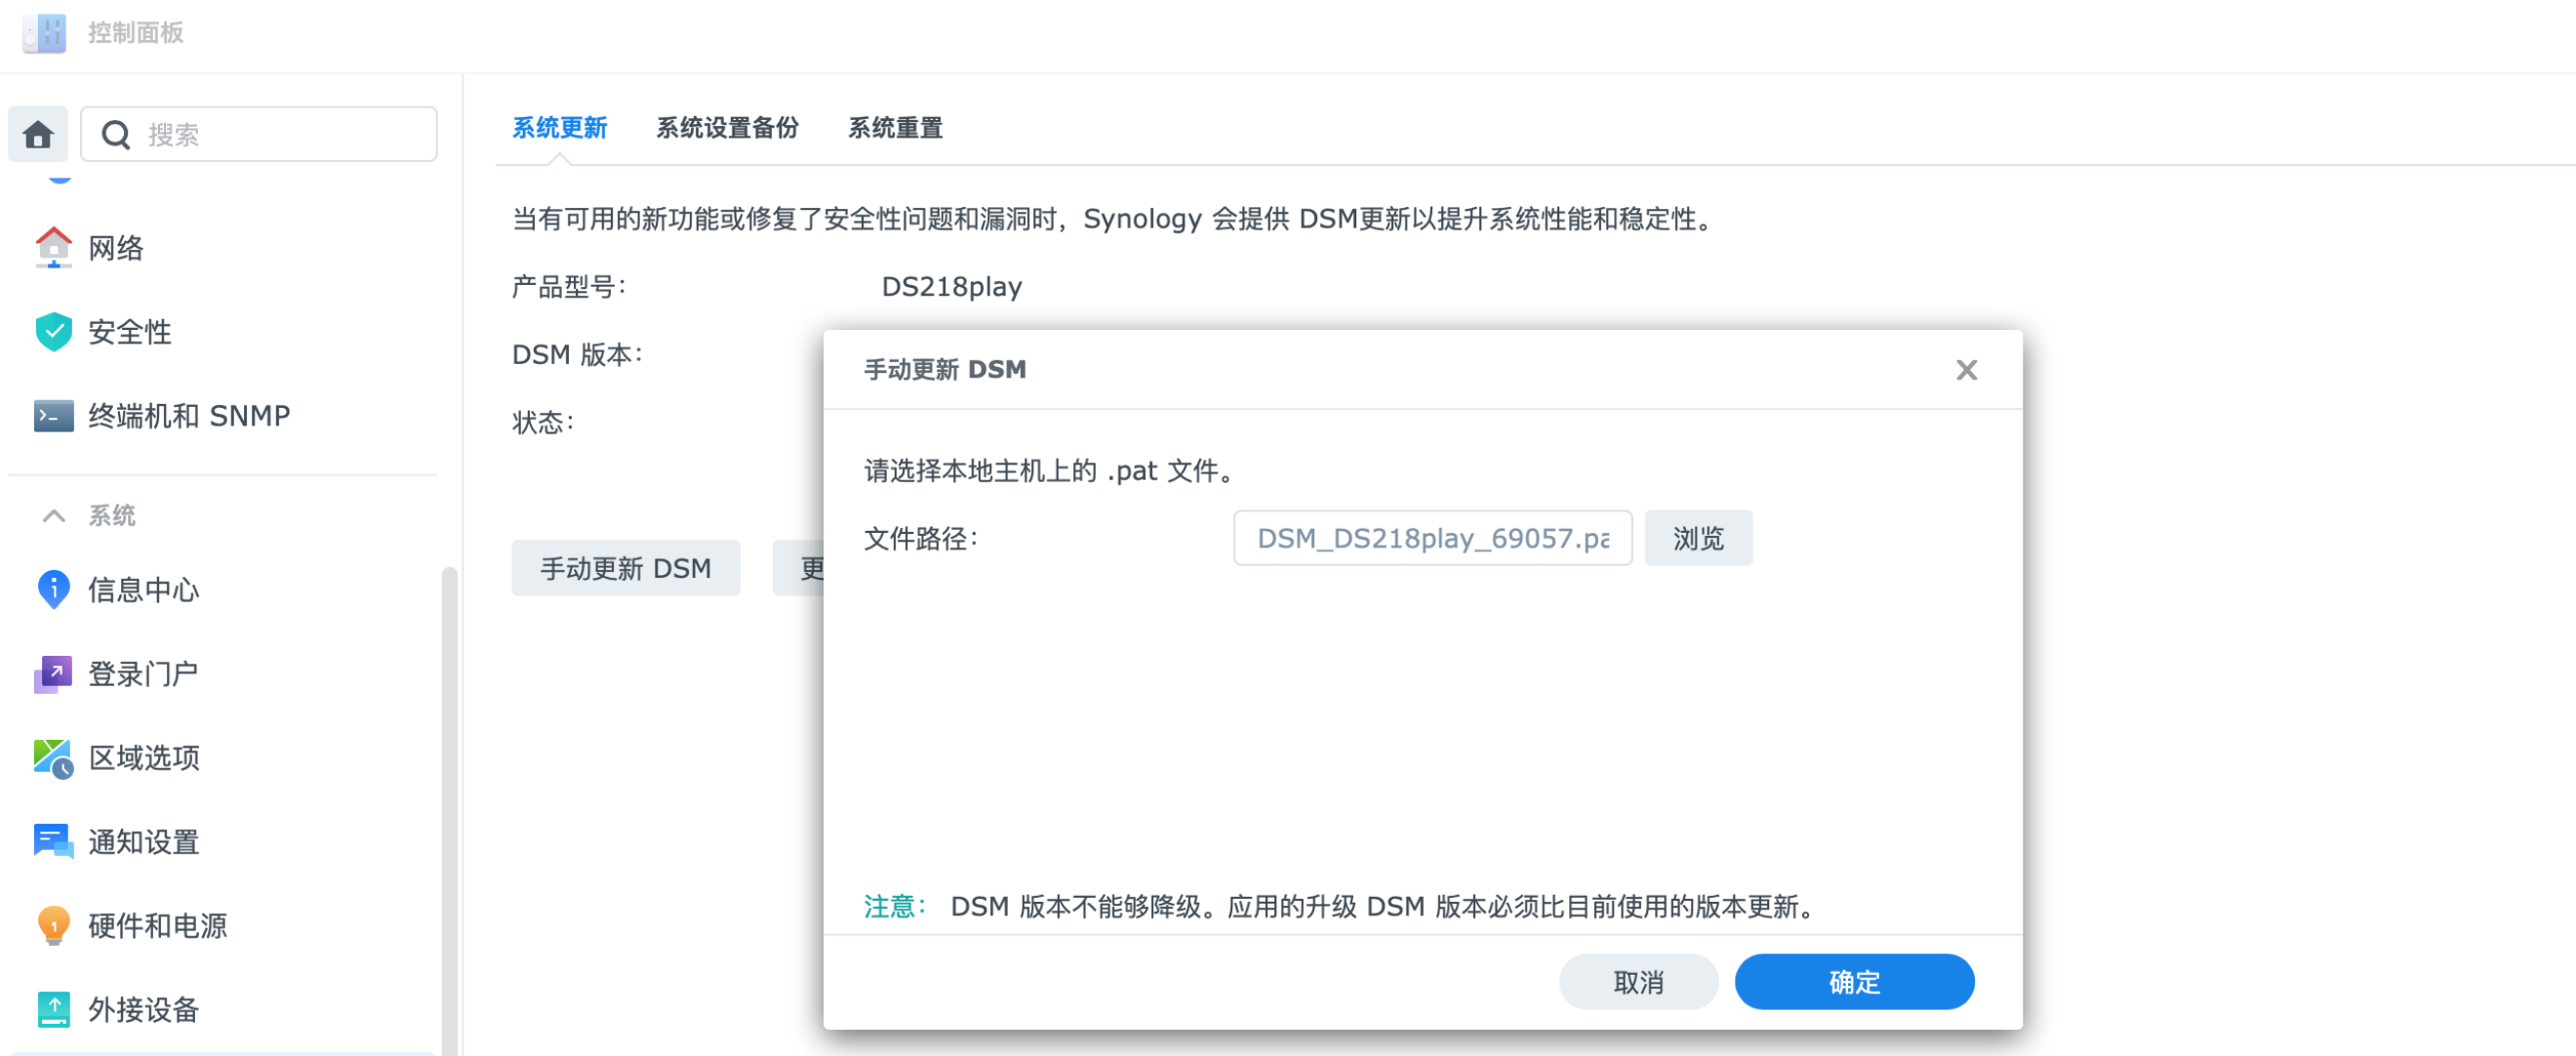 控制面板
搜索
网络
安全性
终端机和 SNMP
系统
信息中心
登录门户
区域选项
通知设置
硬件和电源
外接设备
系统更新 系统设置备份 系统重置
当有可用的新功能或修复了安全性问题和漏洞时，Synology 会提供 DSM更新以提升系统性能和稳定性。
产品型号： DS218play
DSM 版本：
状态：
手动更新 DSM 更
手动更新 DSM
请选择本地主机上的 .pat 文件。
文件路径： DSM_DS218play_69057.pa 浏览
注意： DSM 版本不能够降级。应用的升级 DSM 版本必须比目前使用的版本更新。
取消 确定